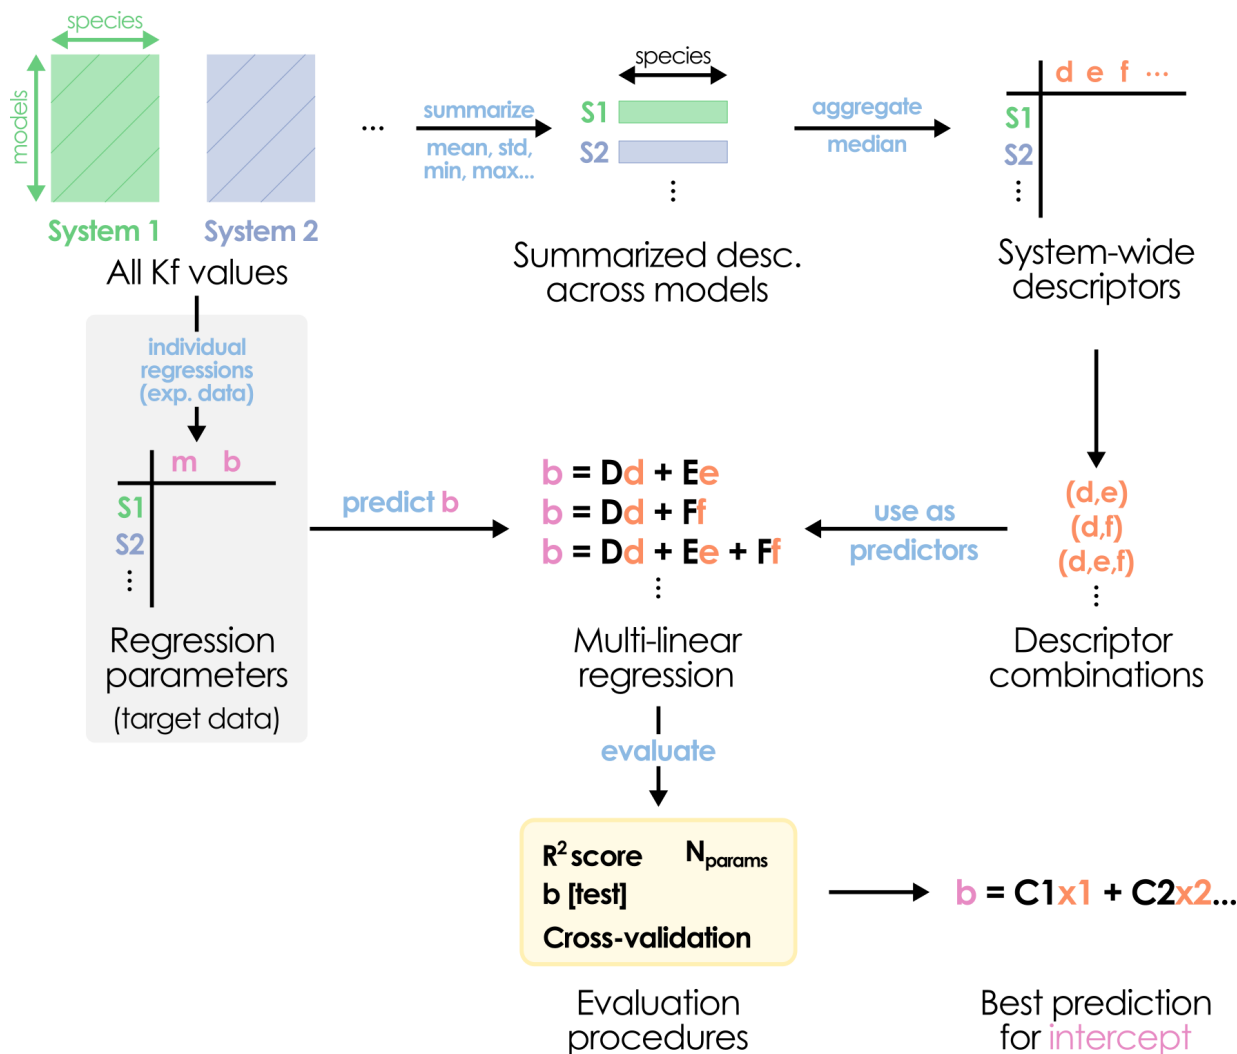 species
models
System 1
System 2
...
All Kf values
summarize
mean, std,
min, max...
species
S1
S2
⋮
Summarized desc.
across models
aggregate
median
d e f ...
S1
S2
⋮
System-wide
descriptors
individual
regressions
(exp. data)
m b
S1
S2
⋮
Regression
parameters
(target data)
predict b
b = Dd + Ee
b = Dd + Ff
b = Dd + Ee + Ff
⋮
Multi-linear
regression
use as
predictors
(d,e)
(d,f)
(d,e,f)
⋮
Descriptor
combinations
evaluate
R² score N_params
b [test]
Cross-validation
Evaluation
procedures
b = C1x1 + C2x2...
Best prediction
for intercept